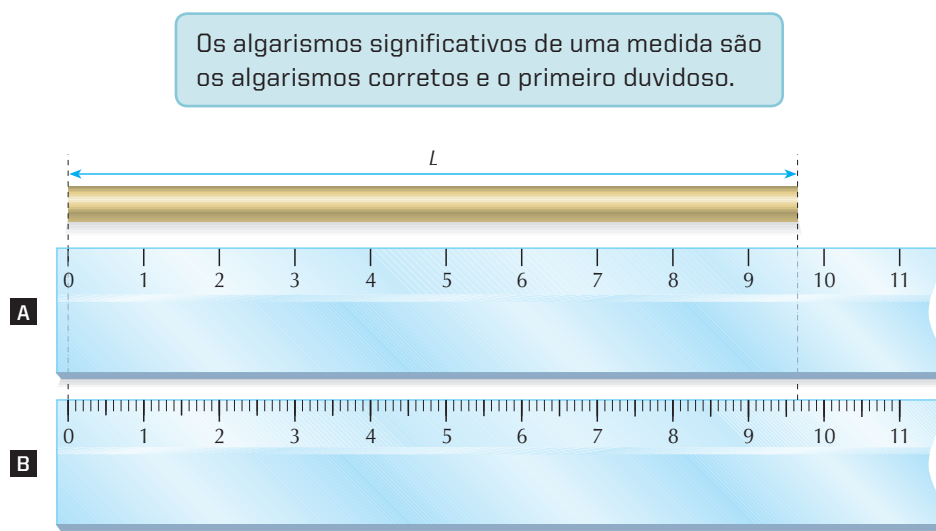 Os algarismos significativos de uma medida são
os algarismos corretos e o primeiro duvidoso.
L
0 1 2 3 4 5 6 7 8 9 10 11
A
0 1 2 3 4 5 6 7 8 9 10 11
B